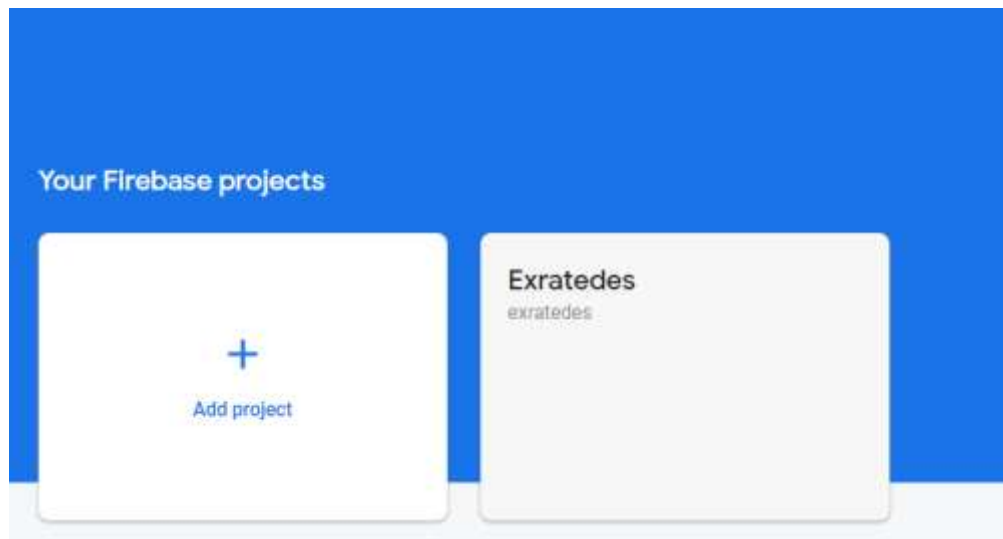 Your Firebase projects
Add project
Exratedes
exratedes